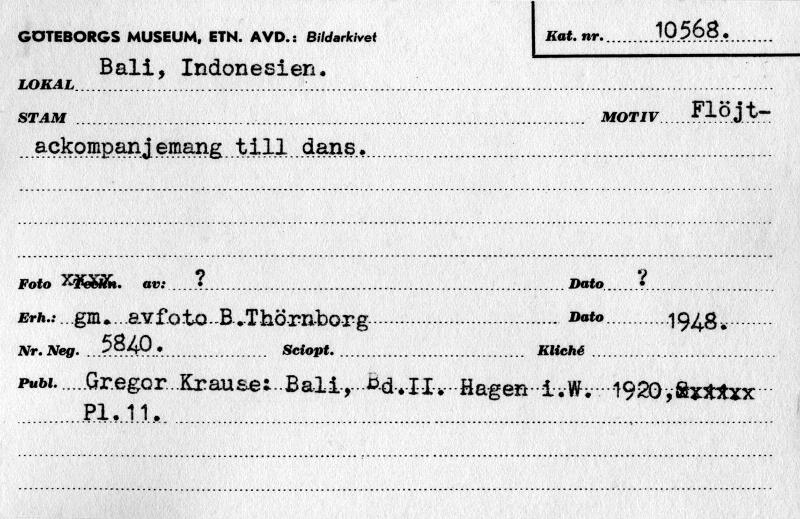 GÖTEBORGS MUSEUM, ETN. AVD.: Bildarkivet
Kat. nr. 10568.
LOKAL Bali, Indonesien.
STAM MOTIV Flöjt-
ackompanjemang till dans.
Foto Teckn. av: ? Dato ?
Erh.: gm. avfoto B.Thörnborg Dato 1948.
Nr. Neg. 5840. Sciopt. Kliché
Publ. Gregor Krause: Bali, Bd.II. Hagen i.W. 1920,
Pl.11.